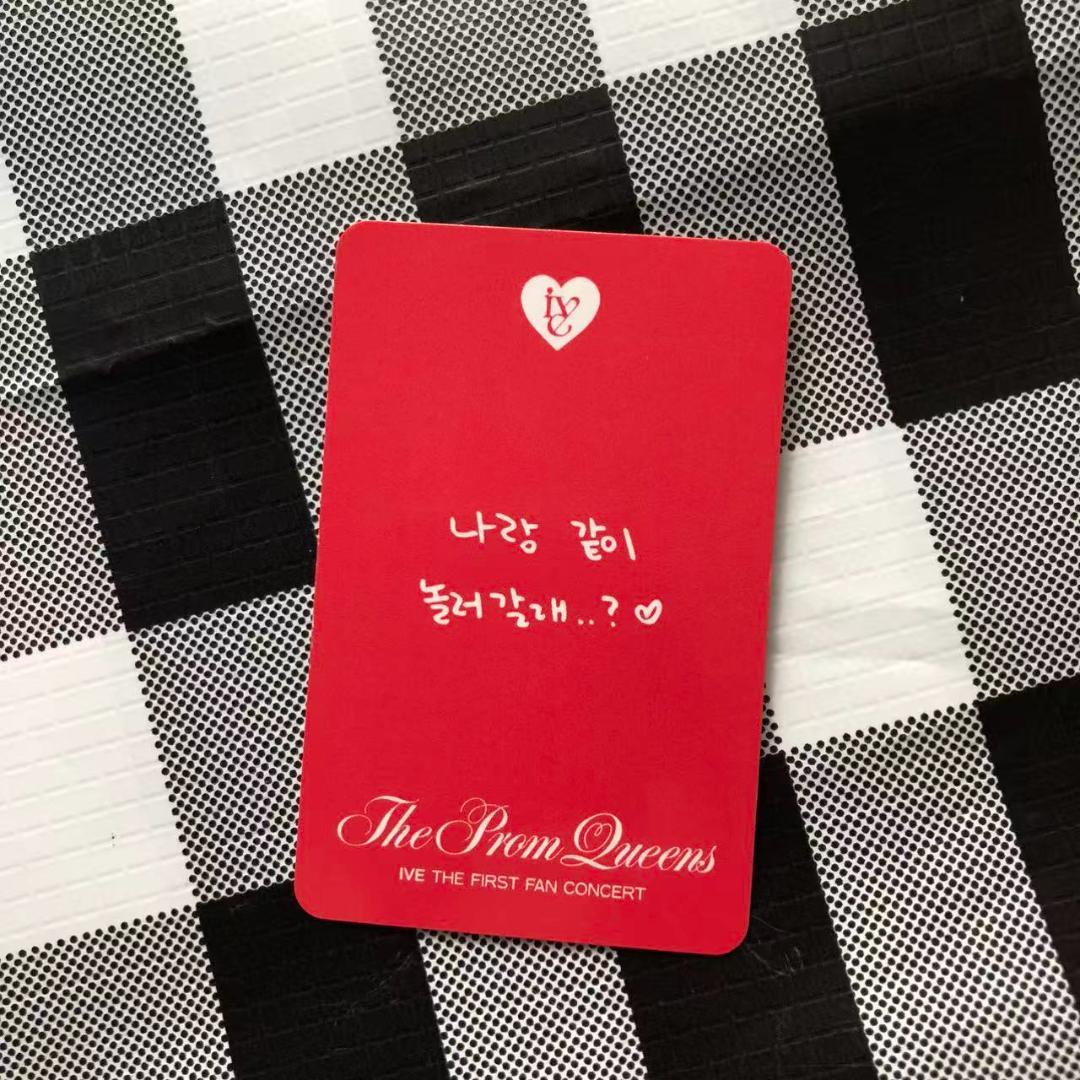 ive
나랑 같이
놀러갈래..? ♡
The Prom Queens
IVE THE FIRST FAN CONCERT